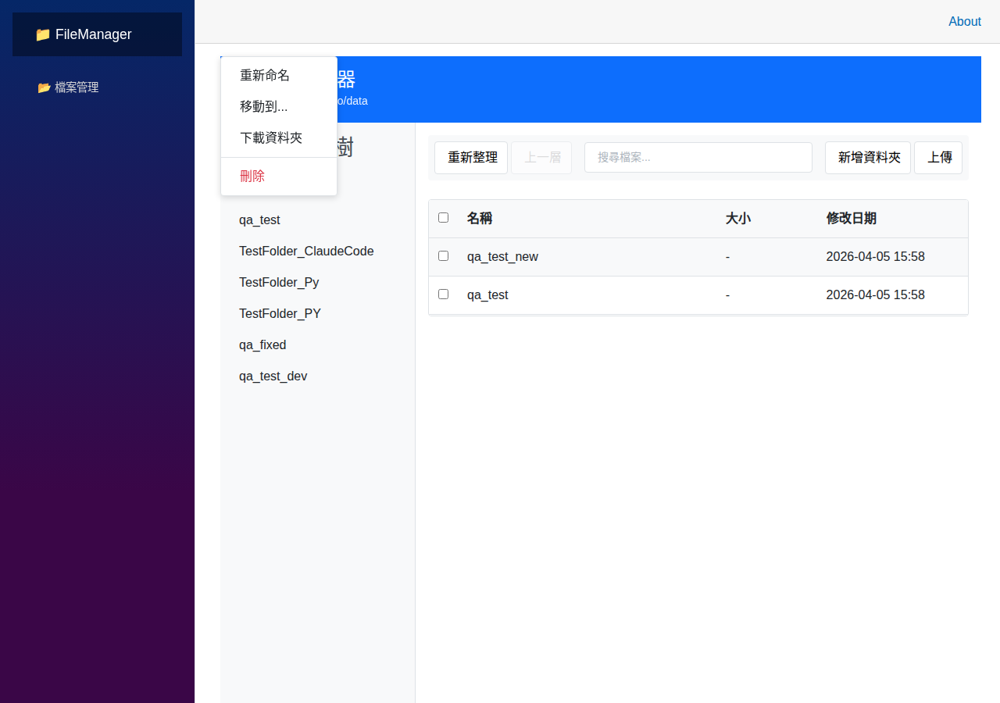 📁 FileManager
📂 檔案管理
About
器
o/data
重新命名
移動到...
下載資料夾
刪除
樹
qa_test
TestFolder_ClaudeCode
TestFolder_Py
TestFolder_PY
qa_fixed
qa_test_dev
重新整理 上一層 搜尋檔案... 新增資料夾 上傳
名稱 大小 修改日期
qa_test_new - 2026-04-05 15:58
qa_test - 2026-04-05 15:58